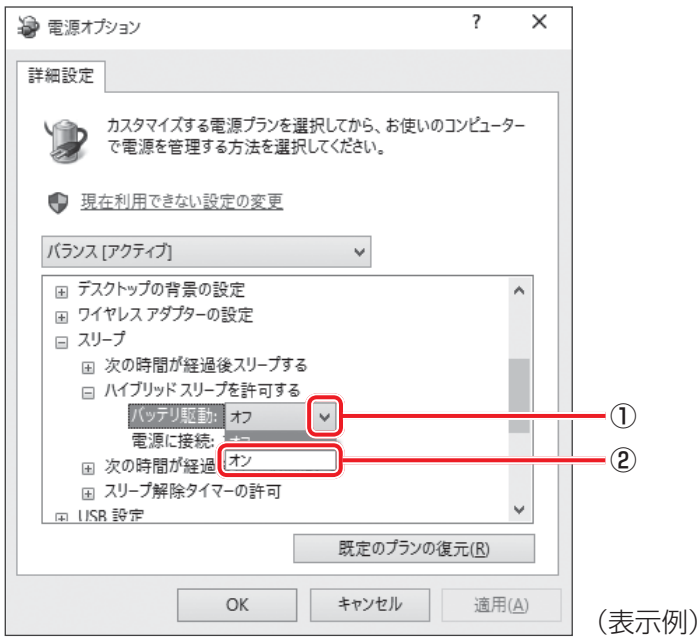 電源オプション ? ×
詳細設定
カスタマイズする電源プランを選択してから、お使いのコンピューター
で電源を管理する方法を選択してください。
現在利用できない設定の変更
バランス [アクティブ]
デスクトップの背景の設定
ワイヤレス アダプターの設定
スリープ
次の時間が経過後スリープする
ハイブリッド スリープを許可する
バッテリ駆動: オフ
①
電源に接続: オフ
次の時間が経過
オン
②
スリープ解除タイマーの許可
USB 設定
既定のプランの復元(R)
OK キャンセル 適用(A)
(表示例)